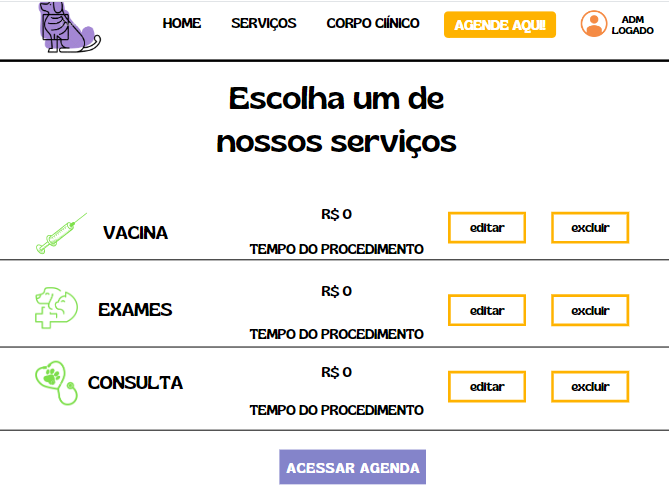 HOME SERVIÇOS CORPO ClÍNICO AGENDE AQUI! ADM
LOGADO
Escolha um de
nossos serviços
R$ 0
VACINA editar excluir
TEMPO DO PROCEDIMENTO
R$ 0
EXAMES editar excluir
TEMPO DO PROCEDIMENTO
R$ 0
CONSULTA editar excluir
TEMPO DO PROCEDIMENTO
ACESSAR AGENDA